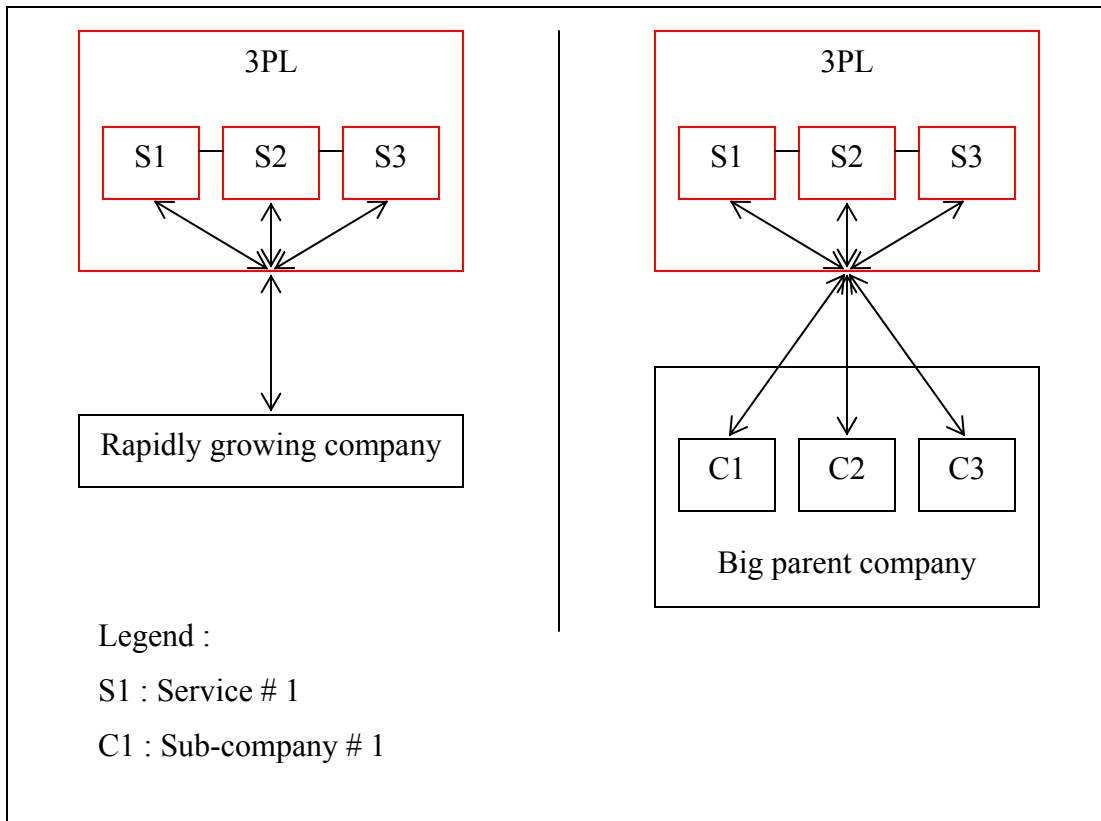 3PL
S1
S2
S3
Rapidly growing company
3PL
S1
S2
S3
C1
C2
C3
Big parent company
Legend :
S1 : Service # 1
C1 : Sub-company # 1